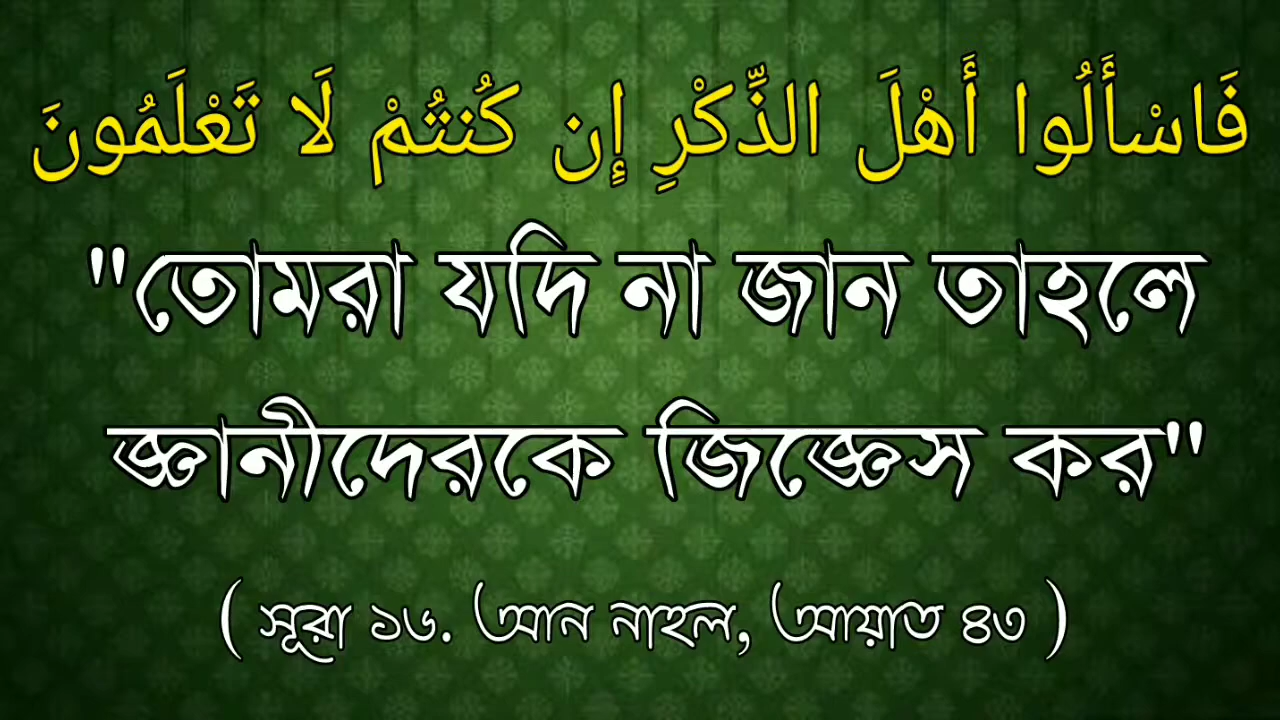 فَاسْأَلُوا أَهْلَ الذِّكْرِ إِن كُنتُمْ لَا تَعْلَمُونَ
"তোমরা যদি না জান তাহলে
জ্ঞানীদেরকে জিজ্ঞেস কর"
( সূরা ১৬. আন নাহল, আয়াত ৪৩ )